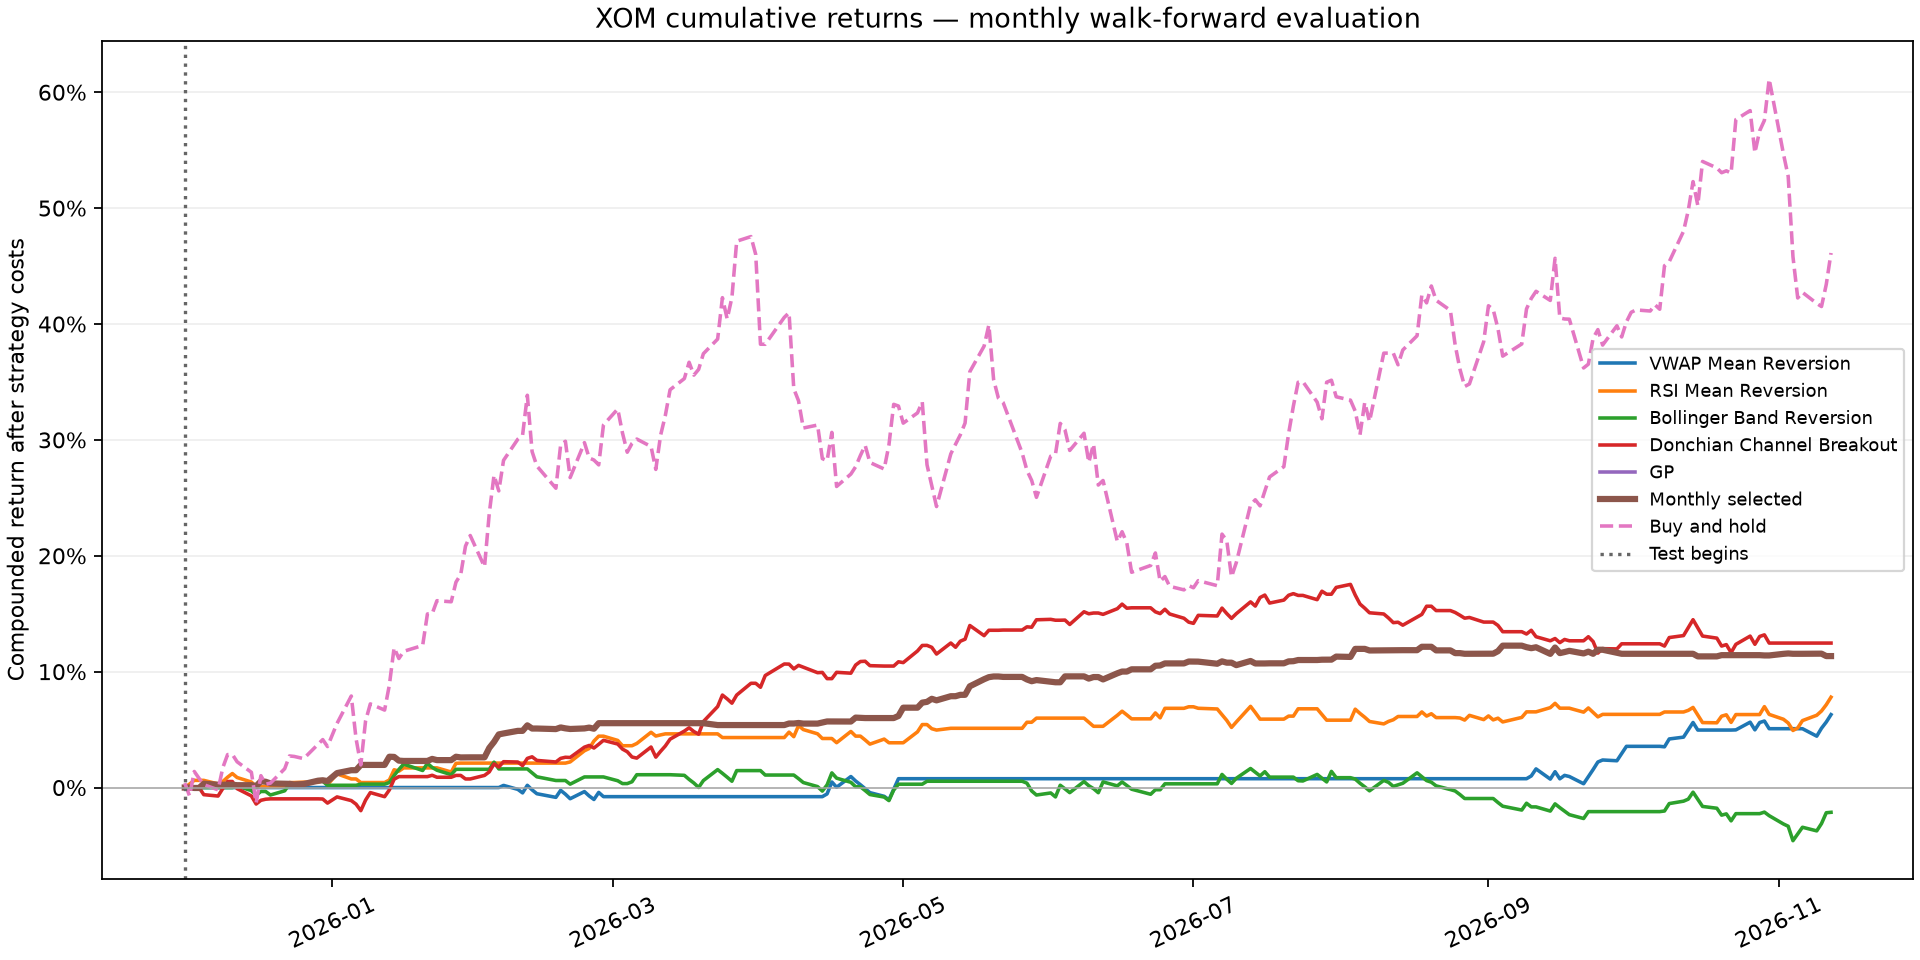 XOM cumulative returns — monthly walk-forward evaluation
Compounded return after strategy costs
60%
50%
40%
30%
20%
10%
0%
VWAP Mean Reversion
RSI Mean Reversion
Bollinger Band Reversion
Donchian Channel Breakout
GP
Monthly selected
Buy and hold
Test begins
2026-01
2026-03
2026-05
2026-07
2026-09
2026-11